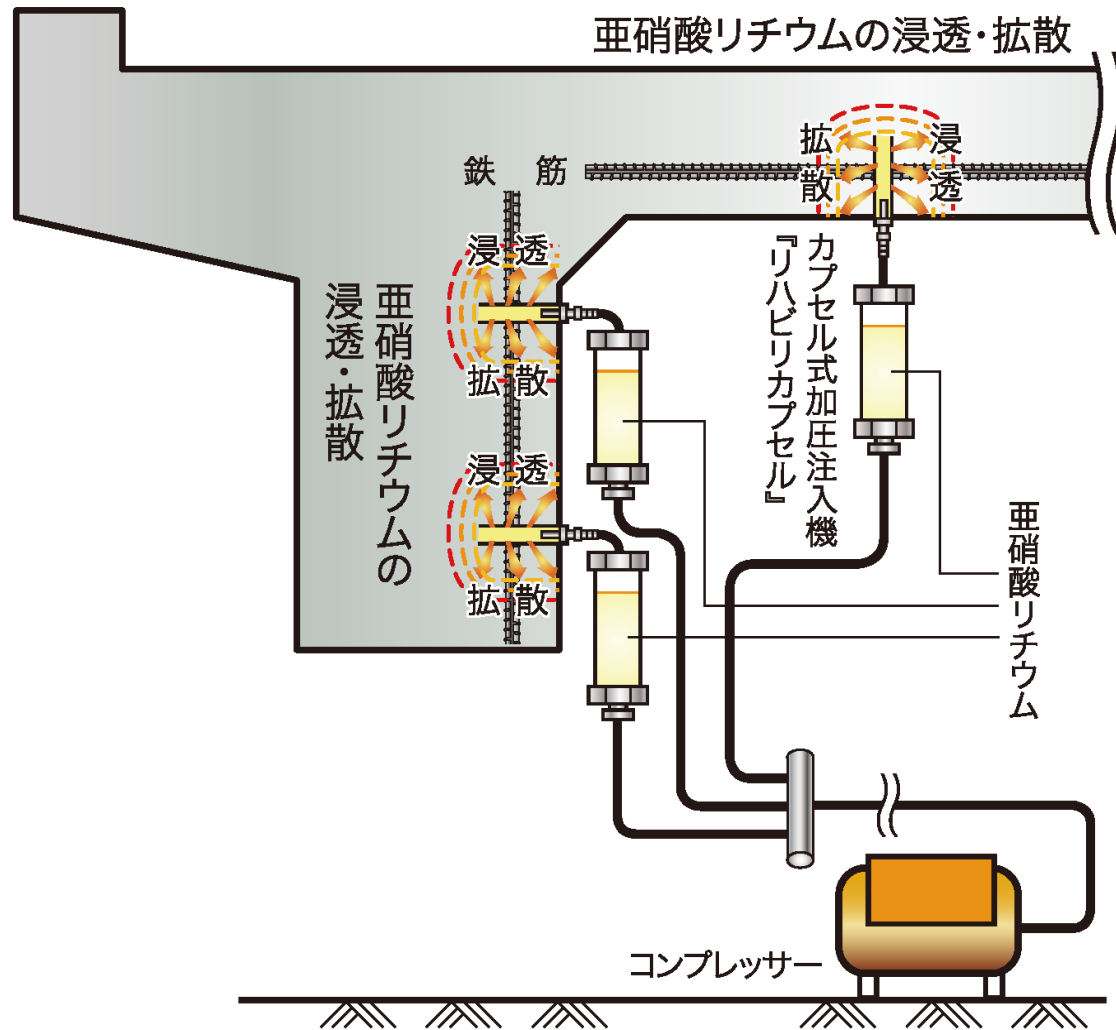 亜硝酸リチウムの浸透・拡散
拡 浸
散 透
鉄 筋
浸 透
拡 散
浸 透
拡 散
亜硝酸リチウムの
浸透・拡散
カプセル式加圧注入機
『リハビリカプセル』
亜硝酸リチウム
コンプレッサー